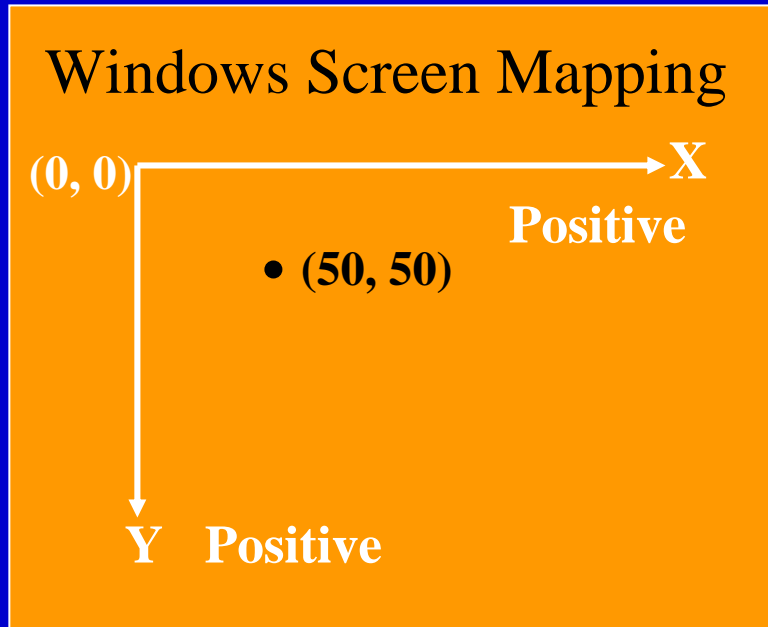 Windows Screen Mapping
(0, 0) X
Positive
• (50, 50)
Y Positive